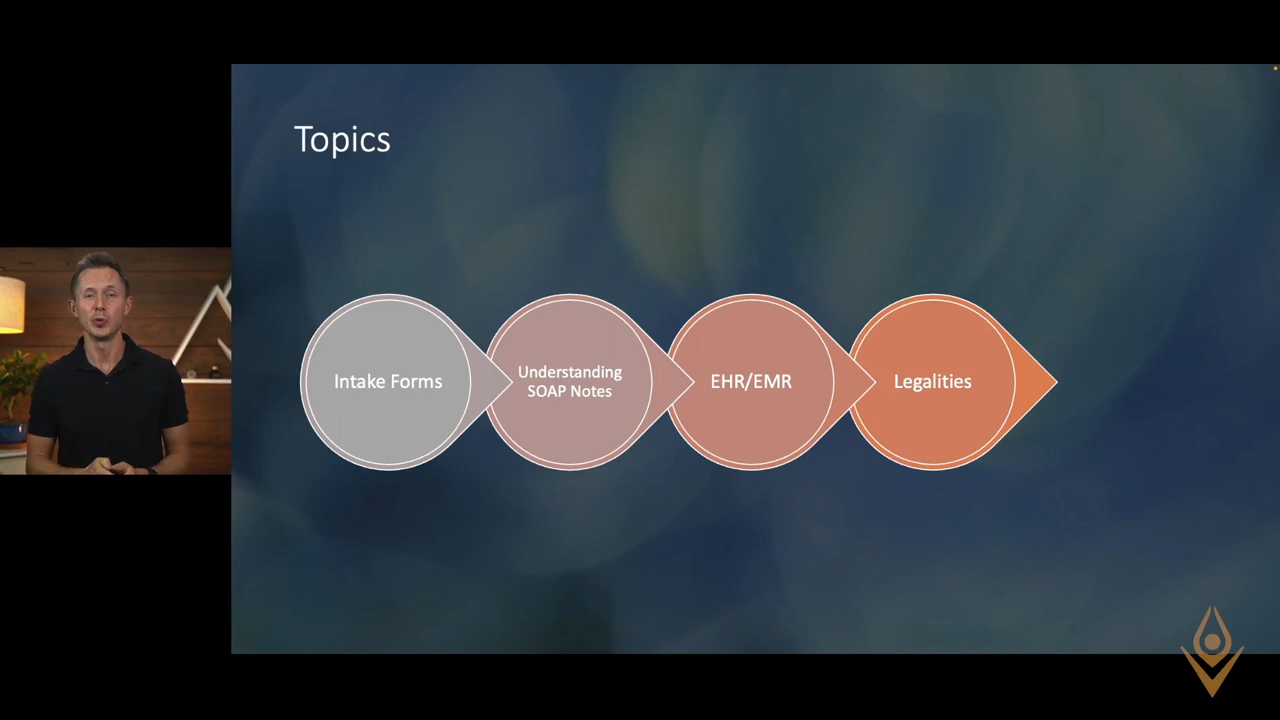 Topics
Intake Forms
Understanding
SOAP Notes
EHR/EMR
Legalities